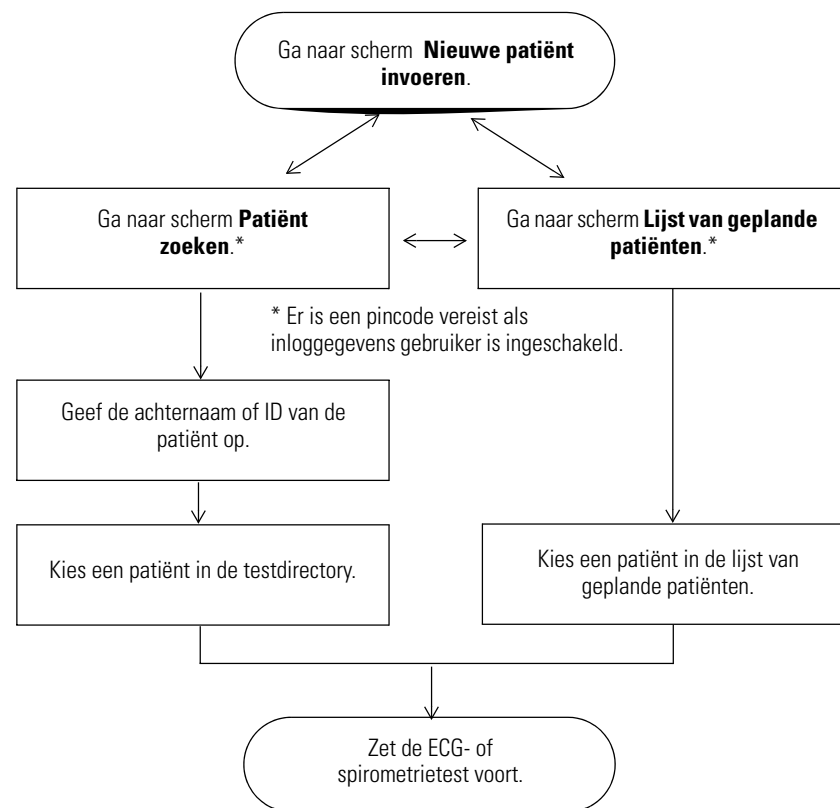 Ga naar scherm Nieuwe patiënt
invoeren.
Ga naar scherm Patiënt
zoeken.*
Ga naar scherm Lijst van geplande
patiënten.*
* Er is een pincode vereist als
inloggegevens gebruiker is ingeschakeld.
Geef de achternaam of ID van de
patiënt op.
Kies een patiënt in de testdirectory.
Kies een patiënt in de lijst van
geplande patiënten.
Zet de ECG- of
spirometrietest voort.